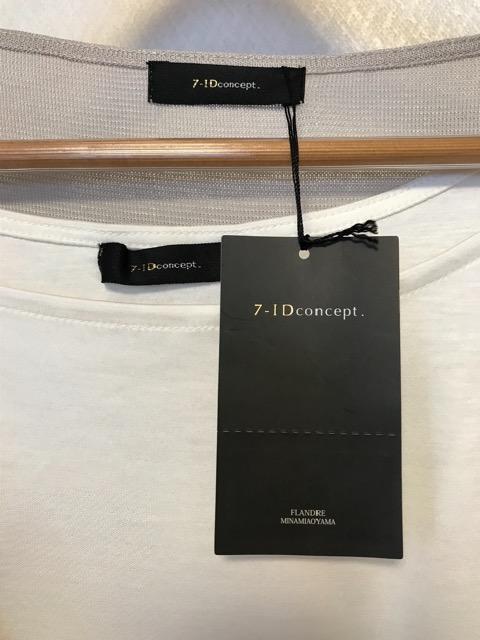 7-IDconcept.
7-IDconcept.
7-IDconcept.
FLANDRE
MINAMIAOYAMA